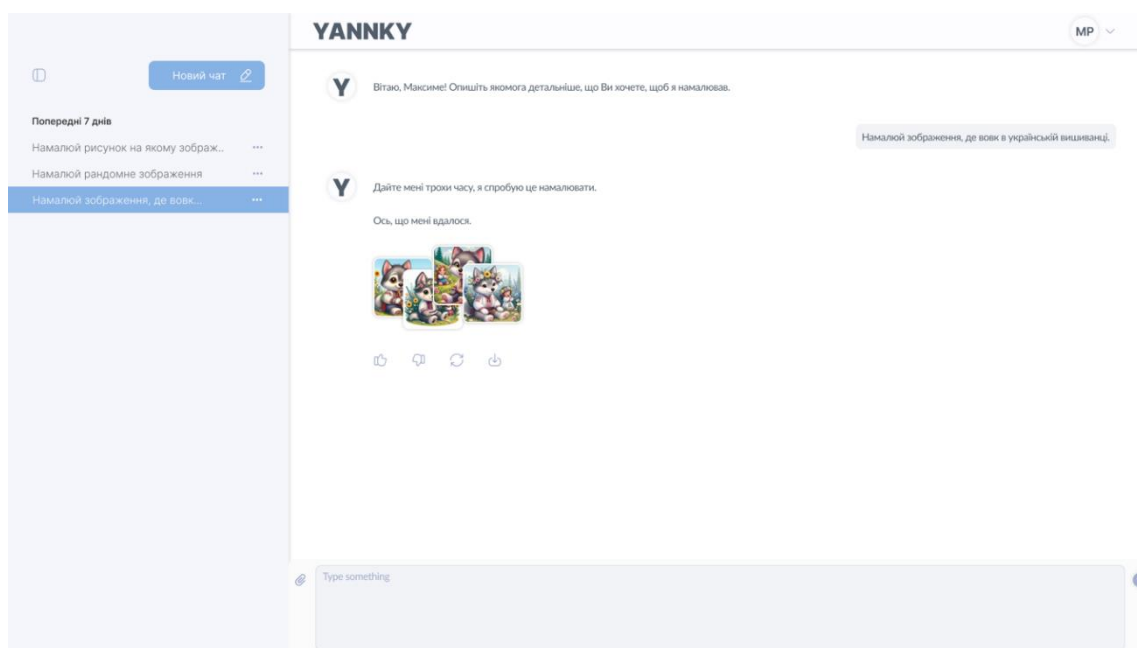 YANNKY
MP
Новий чат
Попередні 7 днів
Намалюй рисунок на якому зображ...
Намалюй рандомне зображення
Намалюй зображення, де вовк...
Y
Вітаю, Максиме! Опишіть якомога детальніше, що Ви хочете, щоб я намалював.
Намалюй зображення, де вовк в українській вишиванці.
Y
Дайте мені трохи часу, я спробую це намалювати.
Ось, що мені вдалося.
Type something